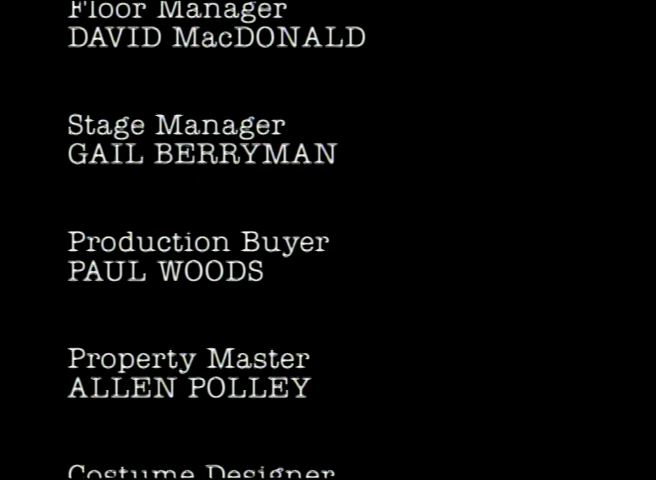 Floor Manager
DAVID MacDONALD
Stage Manager
GAIL BERRYMAN
Production Buyer
PAUL WOODS
Property Master
ALLEN POLLEY
Costume Designer